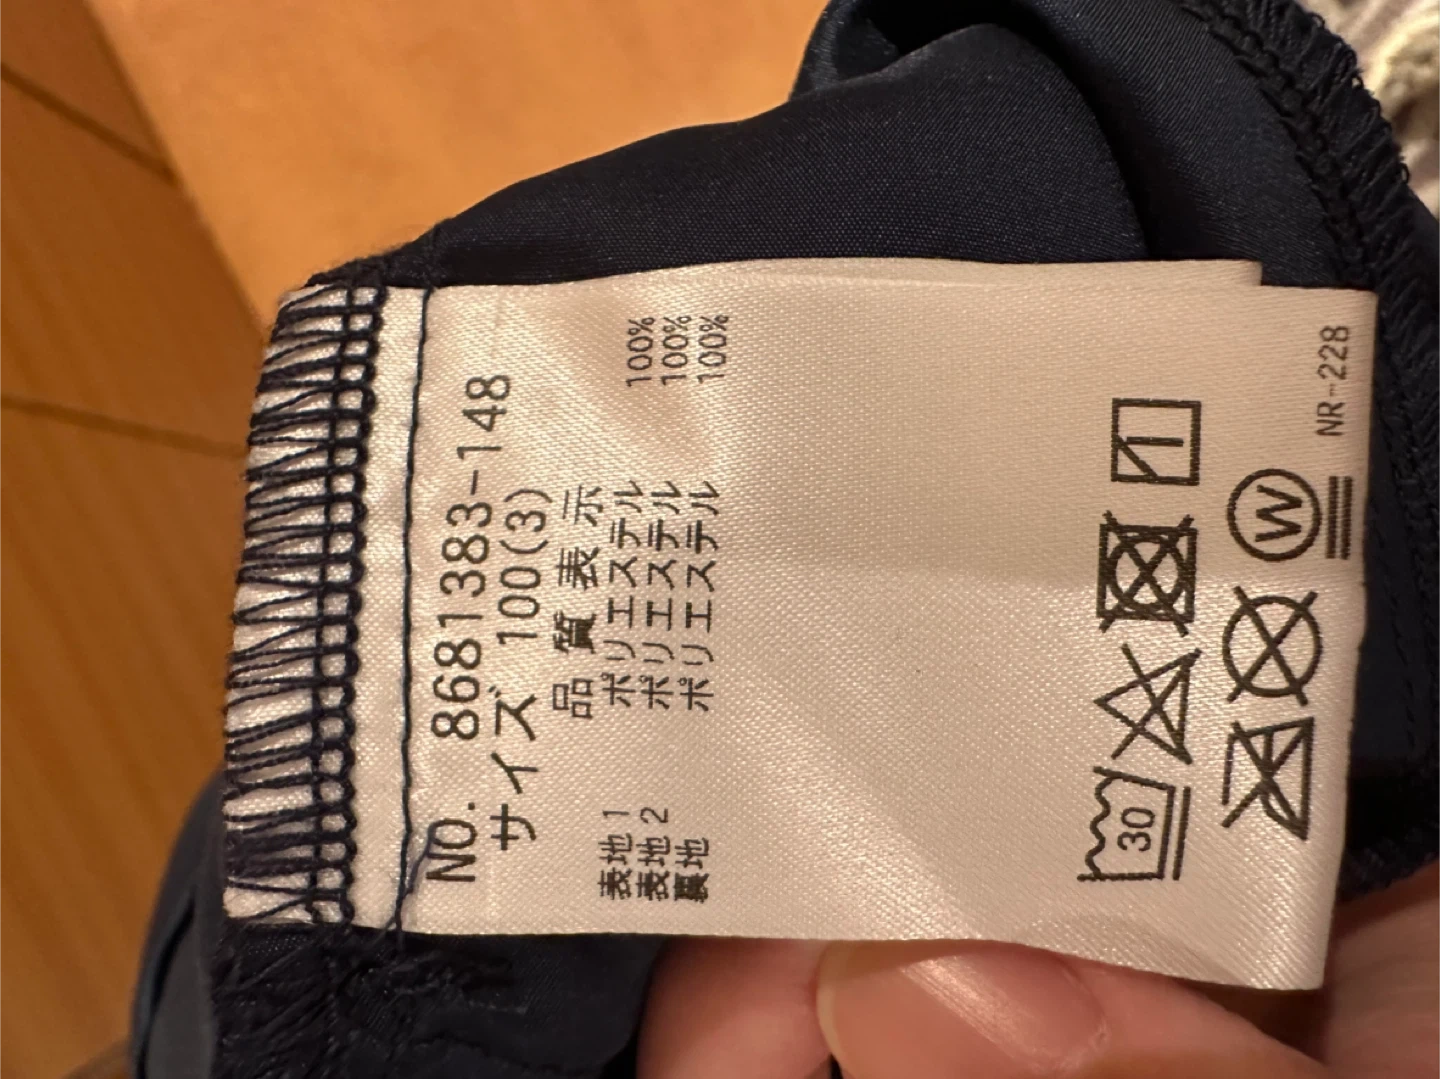 NO. 8681383-148
サイズ 100(3)
品質表示
表地1 ポリエステル 100%
表地2 ポリエステル 100%
裏地 ポリエステル 100%
30
W
NR-228